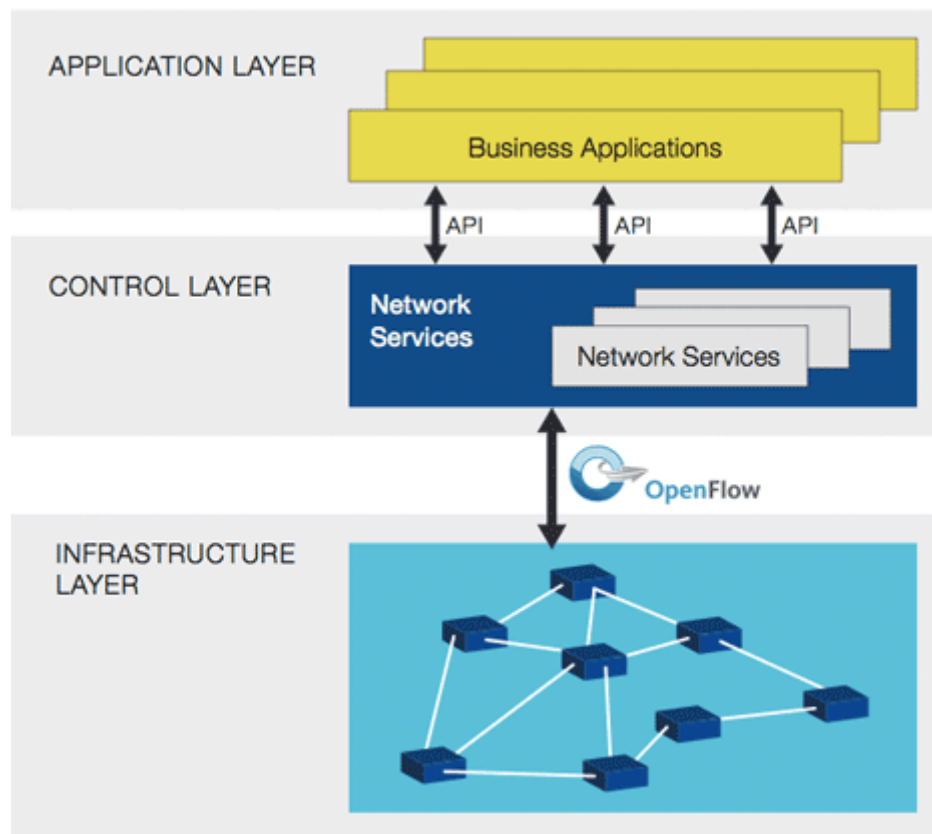 APPLICATION LAYER
Business Applications
API
API
API
CONTROL LAYER
Network
Services
Network Services
OpenFlow
INFRASTRUCTURE
LAYER